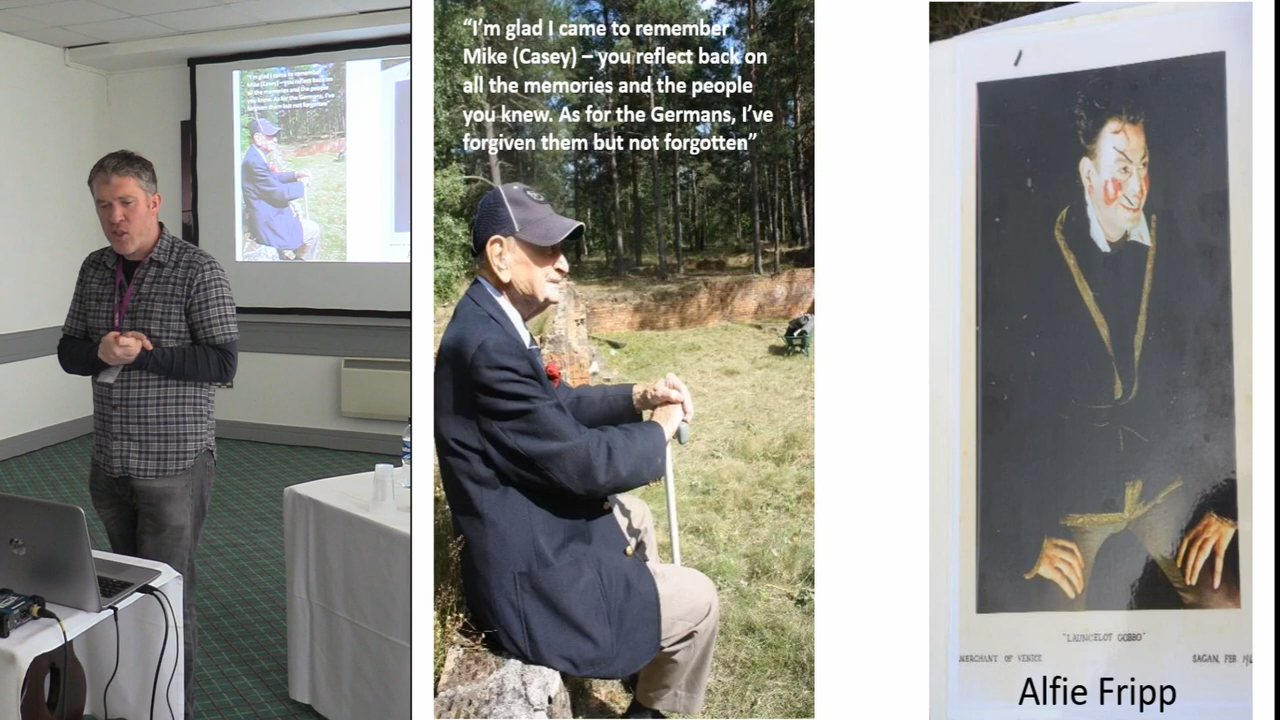 “I’m glad I came to remember
Mike (Casey) – you reflect back on
all the memories and the people
you knew. As for the Germans, I’ve
forgiven them but not forgotten”
"LAUNCELOT GOBBO"
MERCHANT OF VENICE
SAGAN, FEB
Alfie Fripp